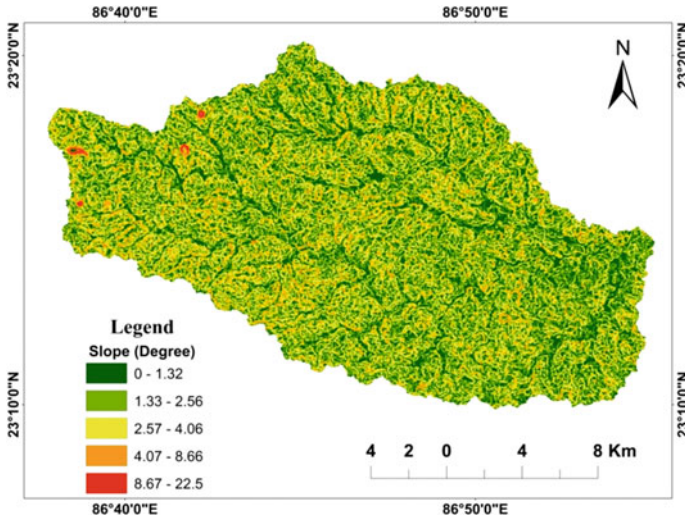 86°40'0"E 86°50'0"E
23°20'0"N 23°20'0"N
N
Legend
Slope (Degree)
0 - 1.32
1.33 - 2.56
2.57 - 4.06
4.07 - 8.66
8.67 - 22.5
23°10'0"N 23°10'0"N
4 2 0 4 8 Km
86°40'0"E 86°50'0"E